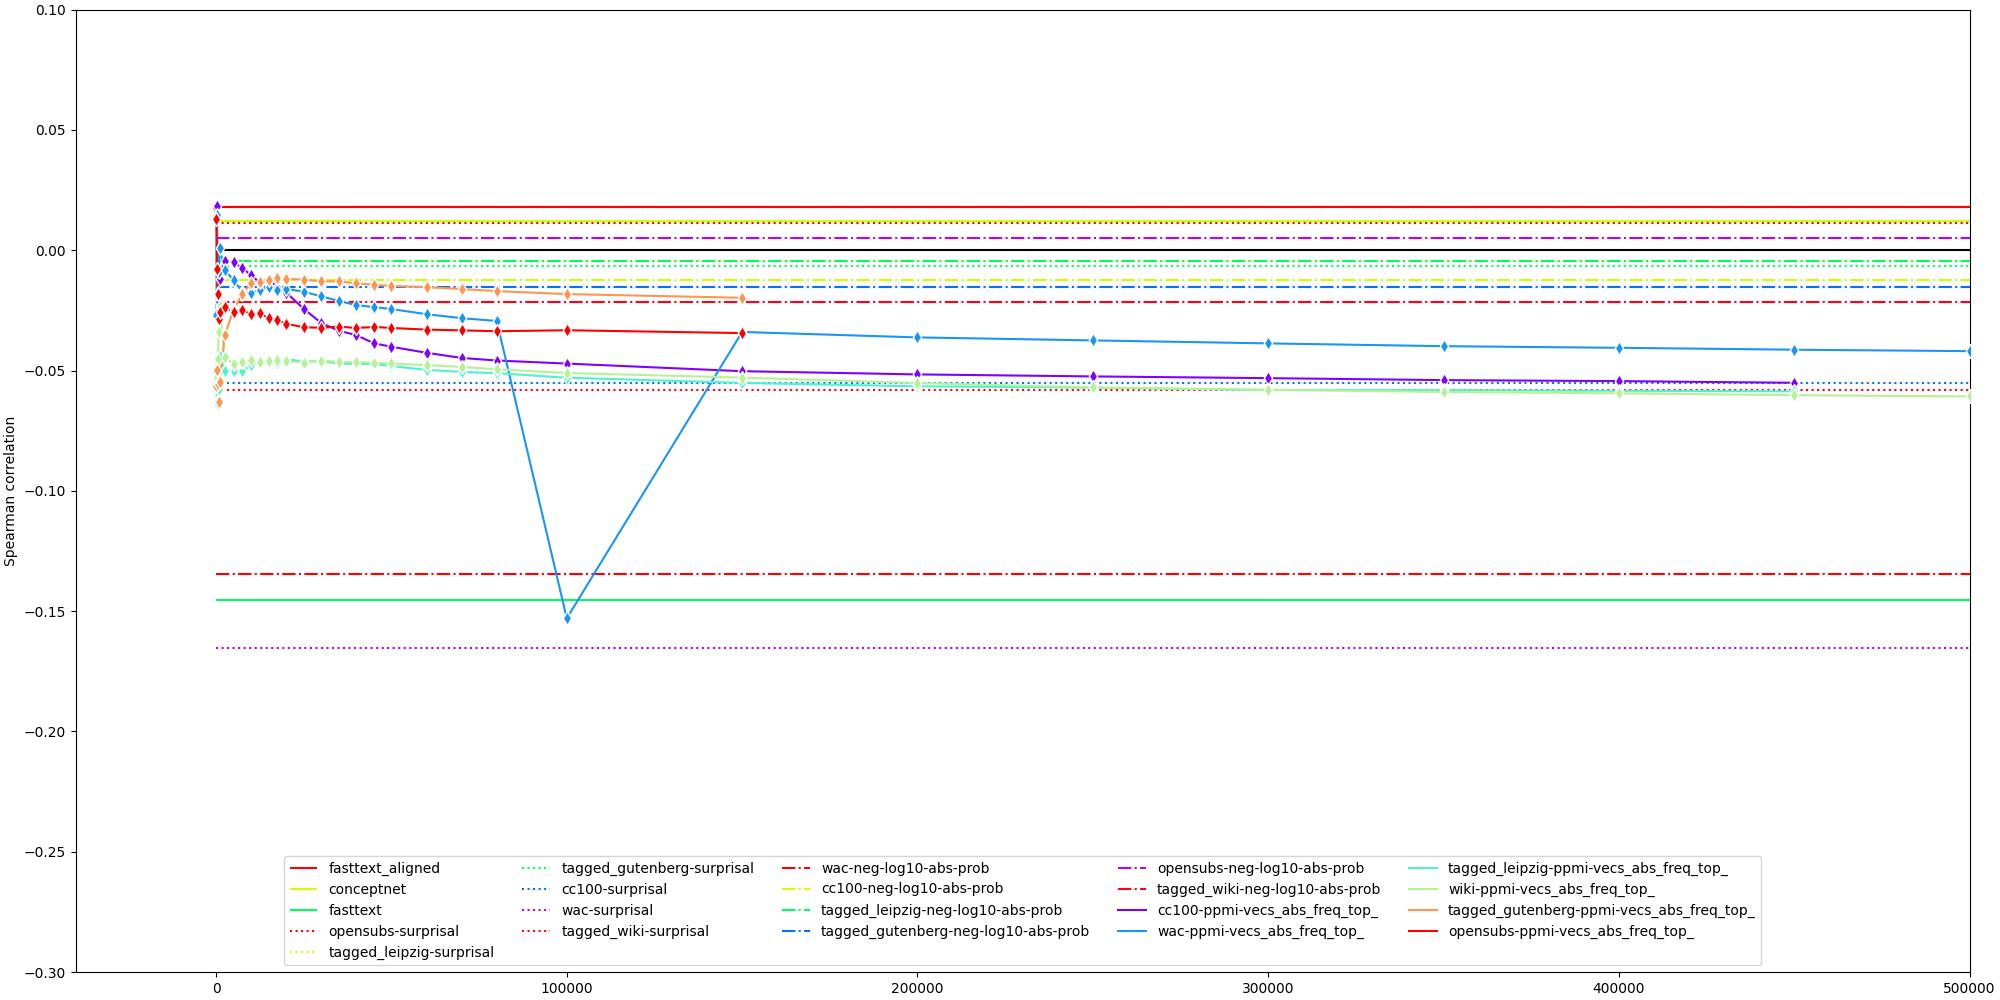 0.10
0.05
0.00
−0.05
−0.10
−0.15
−0.20
−0.25
−0.30
Spearman correlation
fasttext_aligned
conceptnet
fasttext
opensubs-surprisal
tagged_leipzig-surprisal
tagged_gutenberg-surprisal
cc100-surprisal
wac-surprisal
tagged_wiki-surprisal
wac-neg-log10-abs-prob
cc100-neg-log10-abs-prob
tagged_leipzig-neg-log10-abs-prob
tagged_gutenberg-neg-log10-abs-prob
opensubs-neg-log10-abs-prob
tagged_wiki-neg-log10-abs-prob
cc100-ppmi-vecs_abs_freq_top_
wac-ppmi-vecs_abs_freq_top_
tagged_leipzig-ppmi-vecs_abs_freq_top_
wiki-ppmi-vecs_abs_freq_top_
tagged_gutenberg-ppmi-vecs_abs_freq_top_
opensubs-ppmi-vecs_abs_freq_top_
0
100000
200000
300000
400000
500000